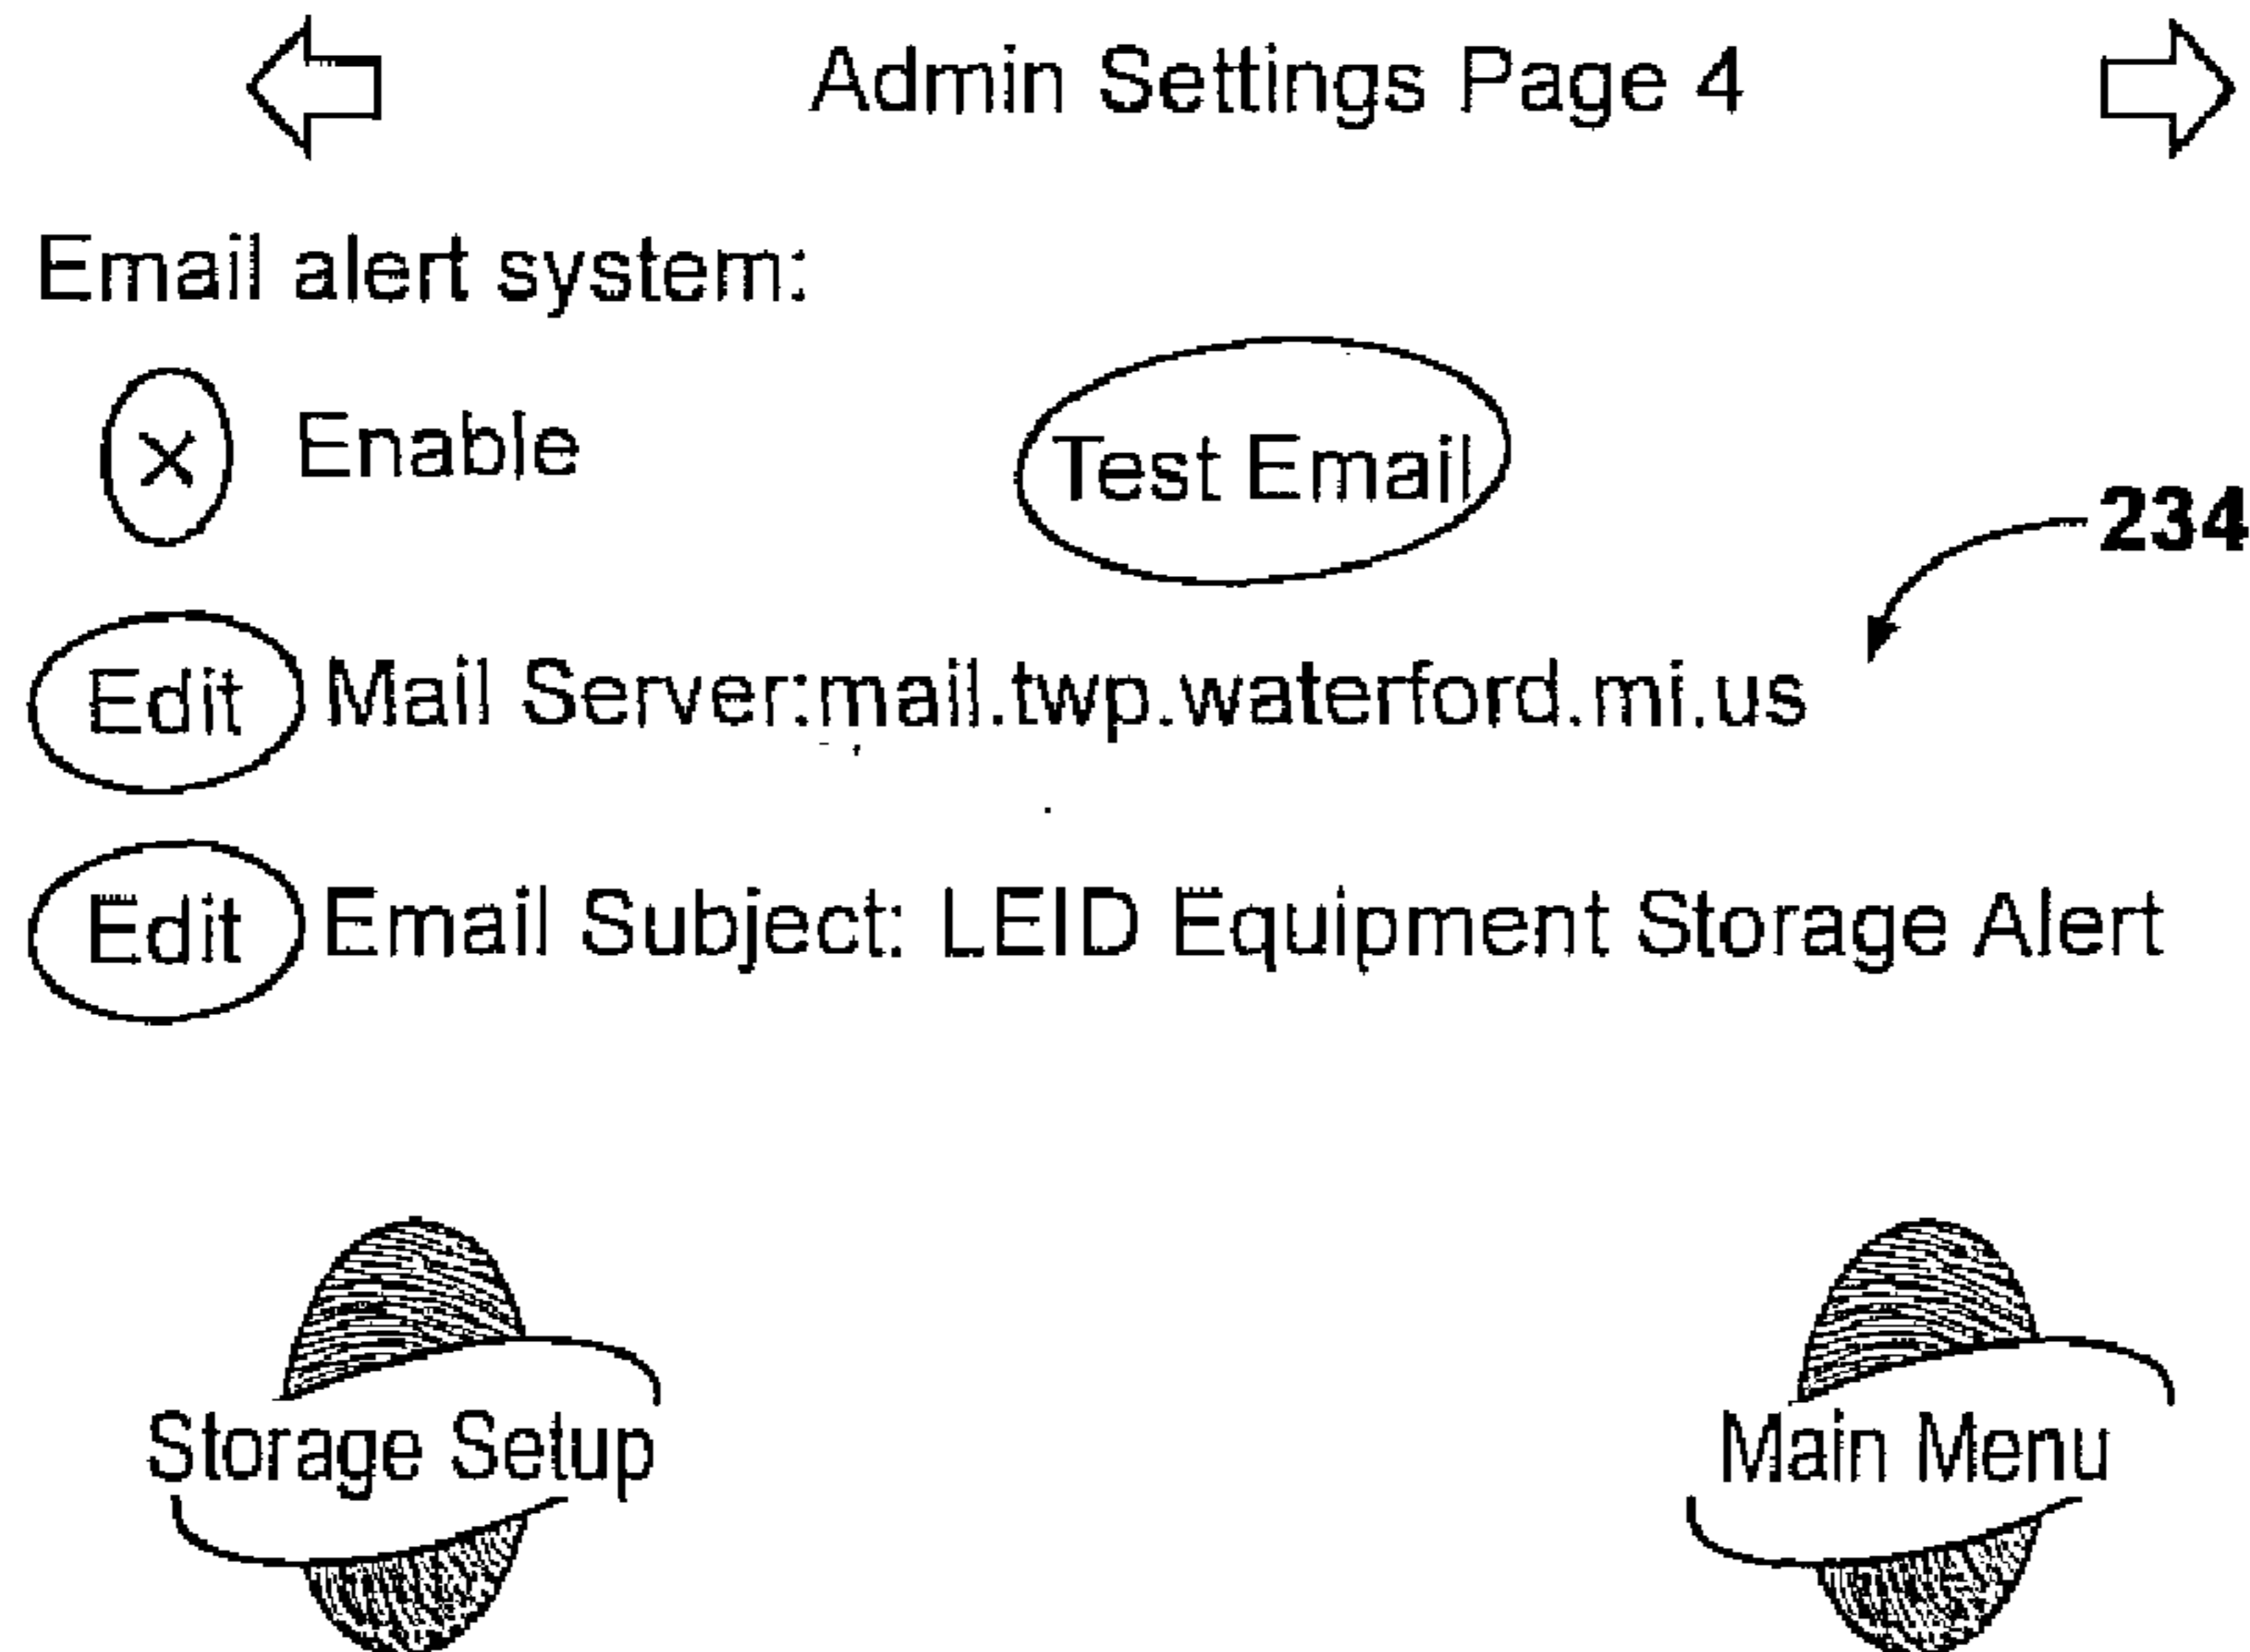 Admin Settings Page 4
Email alert system:
X Enable
Test Email
234
Edit Mail Server:mail.twp.waterford.mi.us
Edit Email Subject: LEID Equipment Storage Alert
Storage Setup
Main Menu